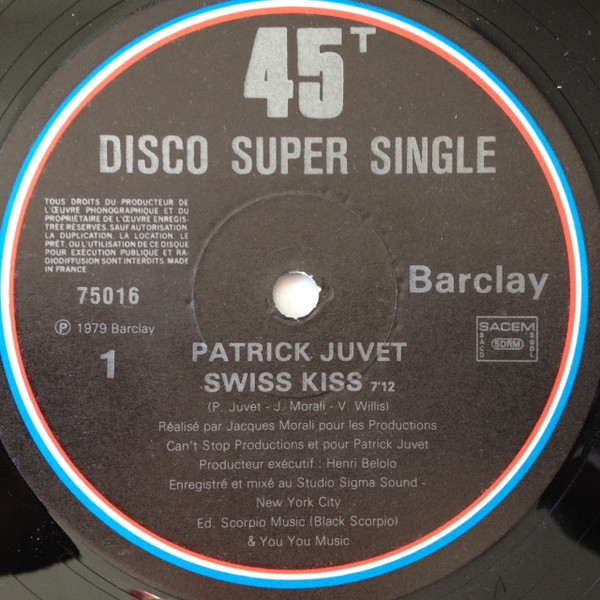 45T
DISCO SUPER SINGLE
TOUS DROITS DU PRODUCTEUR DE
L'ŒUVRE PHONOGRAPHIQUE ET DU
PROPRIÉTAIRE DE L'ŒUVRE ENREGIS-
TRÉE RÉSERVÉS. SAUF AUTORISATION,
LA DUPLICATION, LA LOCATION, LE
PRÊT, OU L'UTILISATION DE CE DISQUE
POUR EXÉCUTION PUBLIQUE ET RA-
DIODIFFUSION SONT INTERDITS. MADE
IN FRANCE
75016
Barclay
℗ 1979 Barclay
1
SACEM
SACD
SDRM
SGDL
PATRICK JUVET
SWISS KISS 7'12
(P. Juvet - J. Morali - V. Willis)
Réalisé par Jacques Morali pour les Productions
Can't Stop Productions et pour Patrick Juvet
Producteur exécutif : Henri Belolo
Enregistré et mixé au Studio Sigma Sound -
New York City
Ed. Scorpio Music (Black Scorpio)
& You You Music